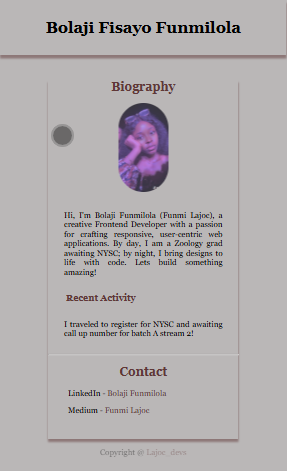 Bolaji Fisayo Funmilola
Biography
Hi, I'm Bolaji Funmilola (Funmi Lajoc), a
creative Frontend Developer with a passion
for crafting responsive, user-centric web
applications. By day, I am a Zoology grad
awaiting NYSC; by night, I bring designs to
life with code. Lets build something
amazing!
Recent Activity
I traveled to register for NYSC and awaiting
call up number for batch A stream 2!
Contact
LinkedIn - Bolaji Funmilola
Medium - Funmi Lajoc
Copyright @ Lajoc_devs